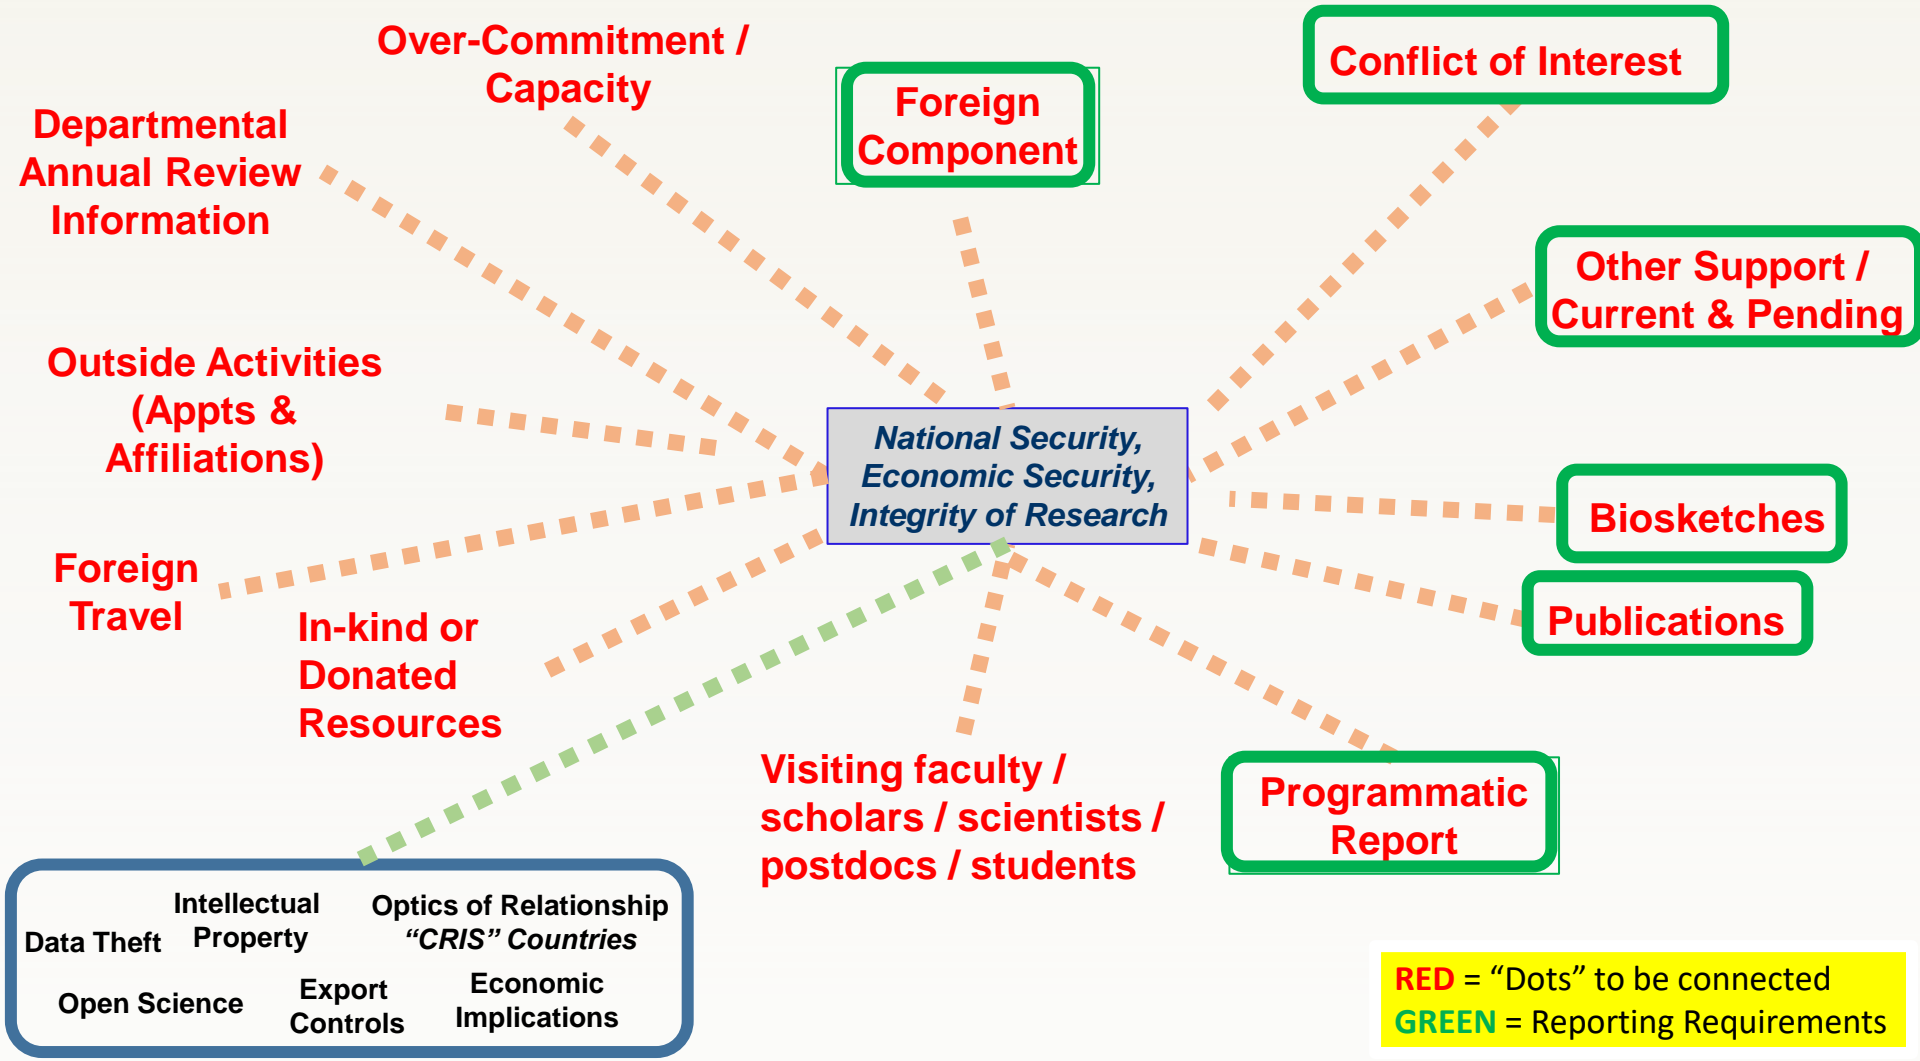 Over-Commitment /
Capacity
Foreign
Component
Conflict of Interest
Departmental
Annual Review
Information
Other Support /
Current & Pending
Outside Activities
(Appts &
Affiliations)
National Security,
Economic Security,
Integrity of Research
Biosketches
Foreign
Travel
Publications
In-kind or
Donated
Resources
Visiting faculty /
scholars / scientists /
postdocs / students
Programmatic
Report
Data Theft
Intellectual
Property
Optics of Relationship
“CRIS” Countries
Open Science
Export
Controls
Economic
Implications
RED = “Dots” to be connected
GREEN = Reporting Requirements